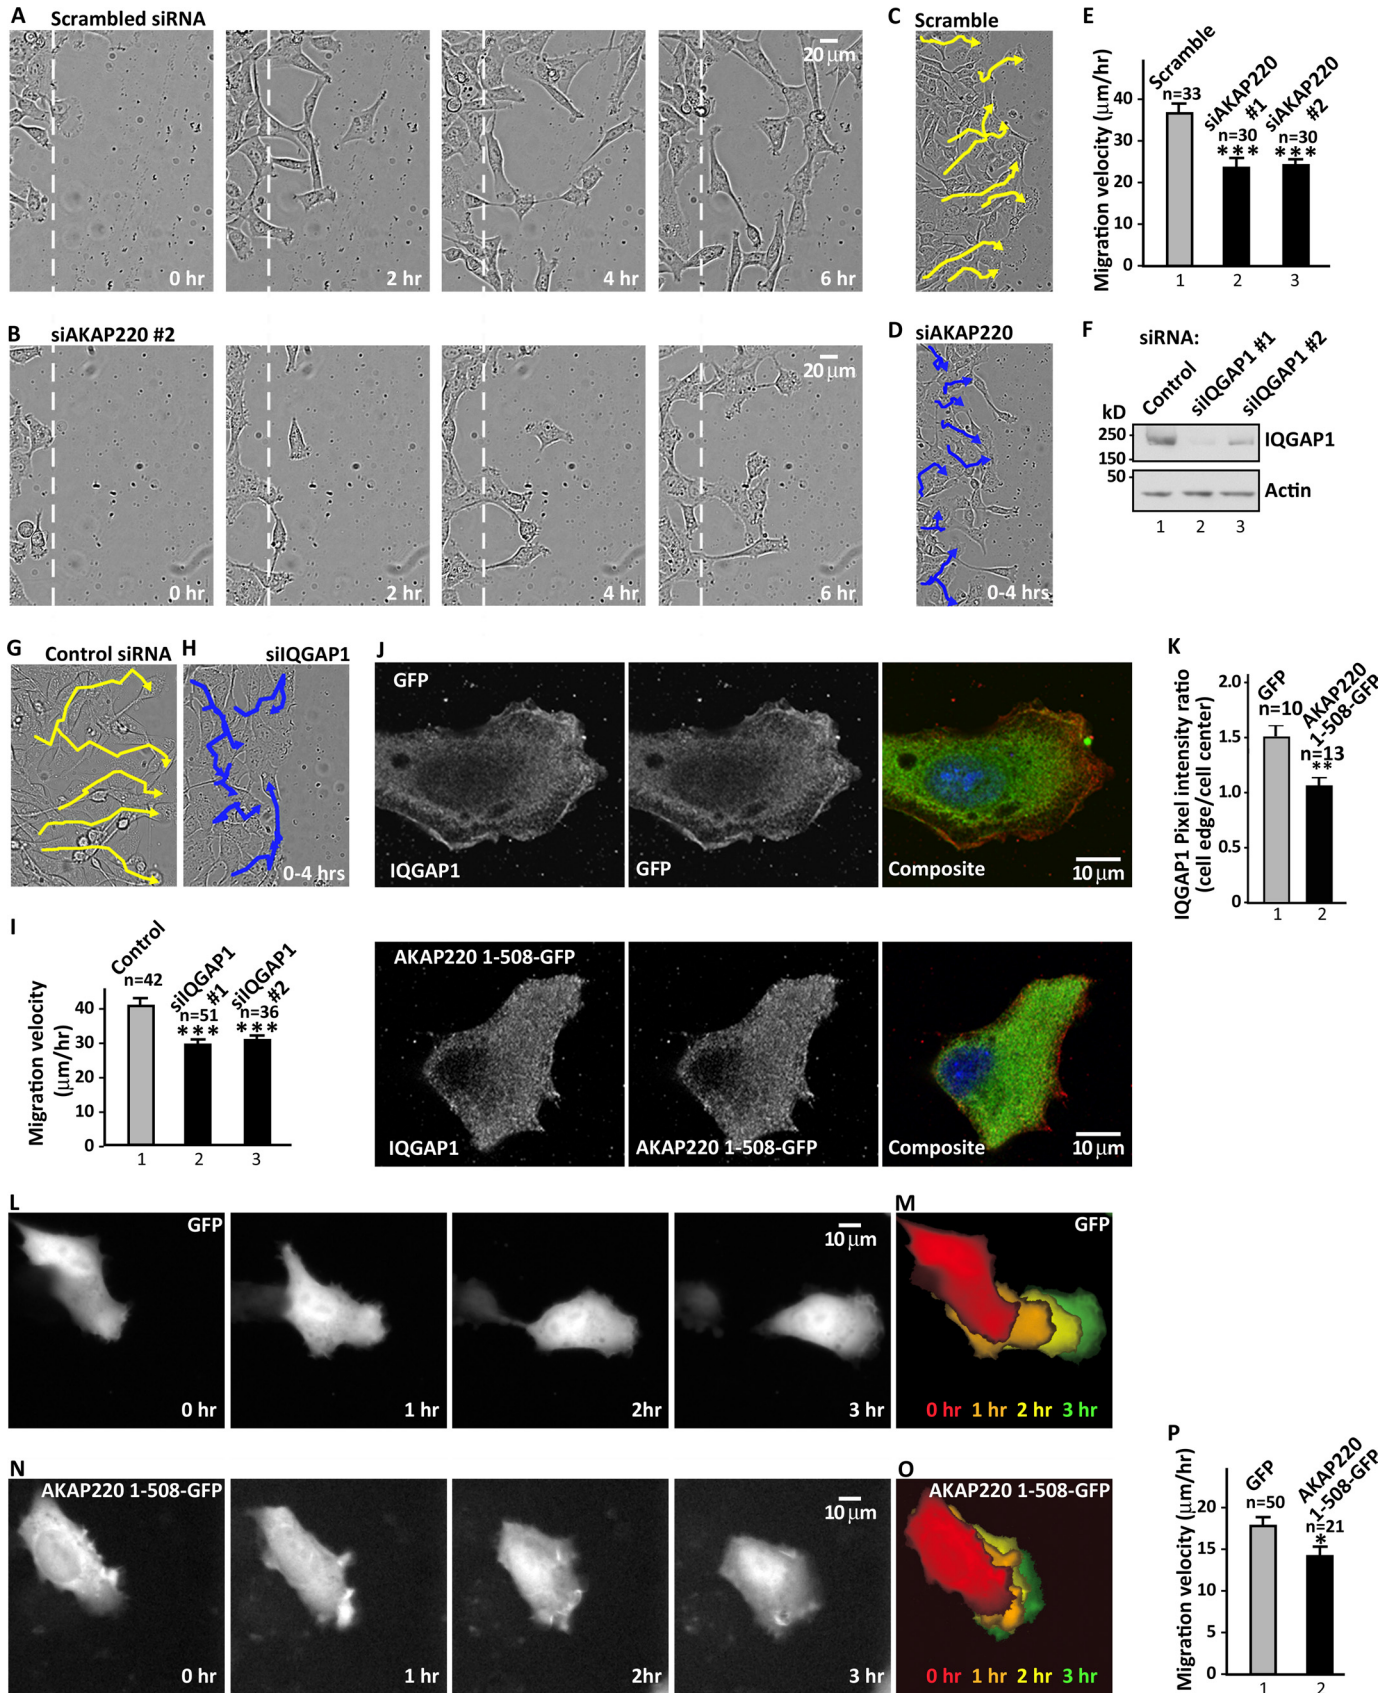 A Scrambled siRNA
20 μm
0 hr
2 hr
4 hr
6 hr
B siAKAP220 #2
20 μm
0 hr
2 hr
4 hr
6 hr
C Scramble
D siAKAP220
0-4 hrs
E
Migration velocity (μm/hr)
40
30
20
10
0
Scramble
n=33
siAKAP220
#1
n=30
***
siAKAP220
#2
n=30
***
1 2 3
F
siRNA:
Control
siIQGAP1 #1
siIQGAP1 #2
kD
250
150
IQGAP1
50
Actin
1 2 3
G Control siRNA
H siIQGAP1
0-4 hrs
I
Migration velocity
(μm/hr)
40
30
20
10
0
Control
n=42
siIQGAP1
#1
n=51
***
siIQGAP1
#2
n=36
***
1 2 3
J
GFP
IQGAP1
GFP
Composite
10 μm
AKAP220 1-508-GFP
IQGAP1
AKAP220 1-508-GFP
Composite
10 μm
K
IQGAP1 Pixel intensity ratio
(cell edge/cell center)
2.0
1.5
1.0
0.5
0
GFP
n=10
AKAP220
1-508-GFP
n=13
**
1 2
L
GFP
10 μm
0 hr
1 hr
2hr
3 hr
M
GFP
0 hr 1 hr 2 hr 3 hr
N
AKAP220 1-508-GFP
10 μm
0 hr
1 hr
2hr
3 hr
O
AKAP220 1-508-GFP
0 hr 1 hr 2 hr 3 hr
P
Migration velocity (μm/hr)
20
15
10
5
0
GFP
n=50
AKAP220
1-508-GFP
n=21
*
1 2